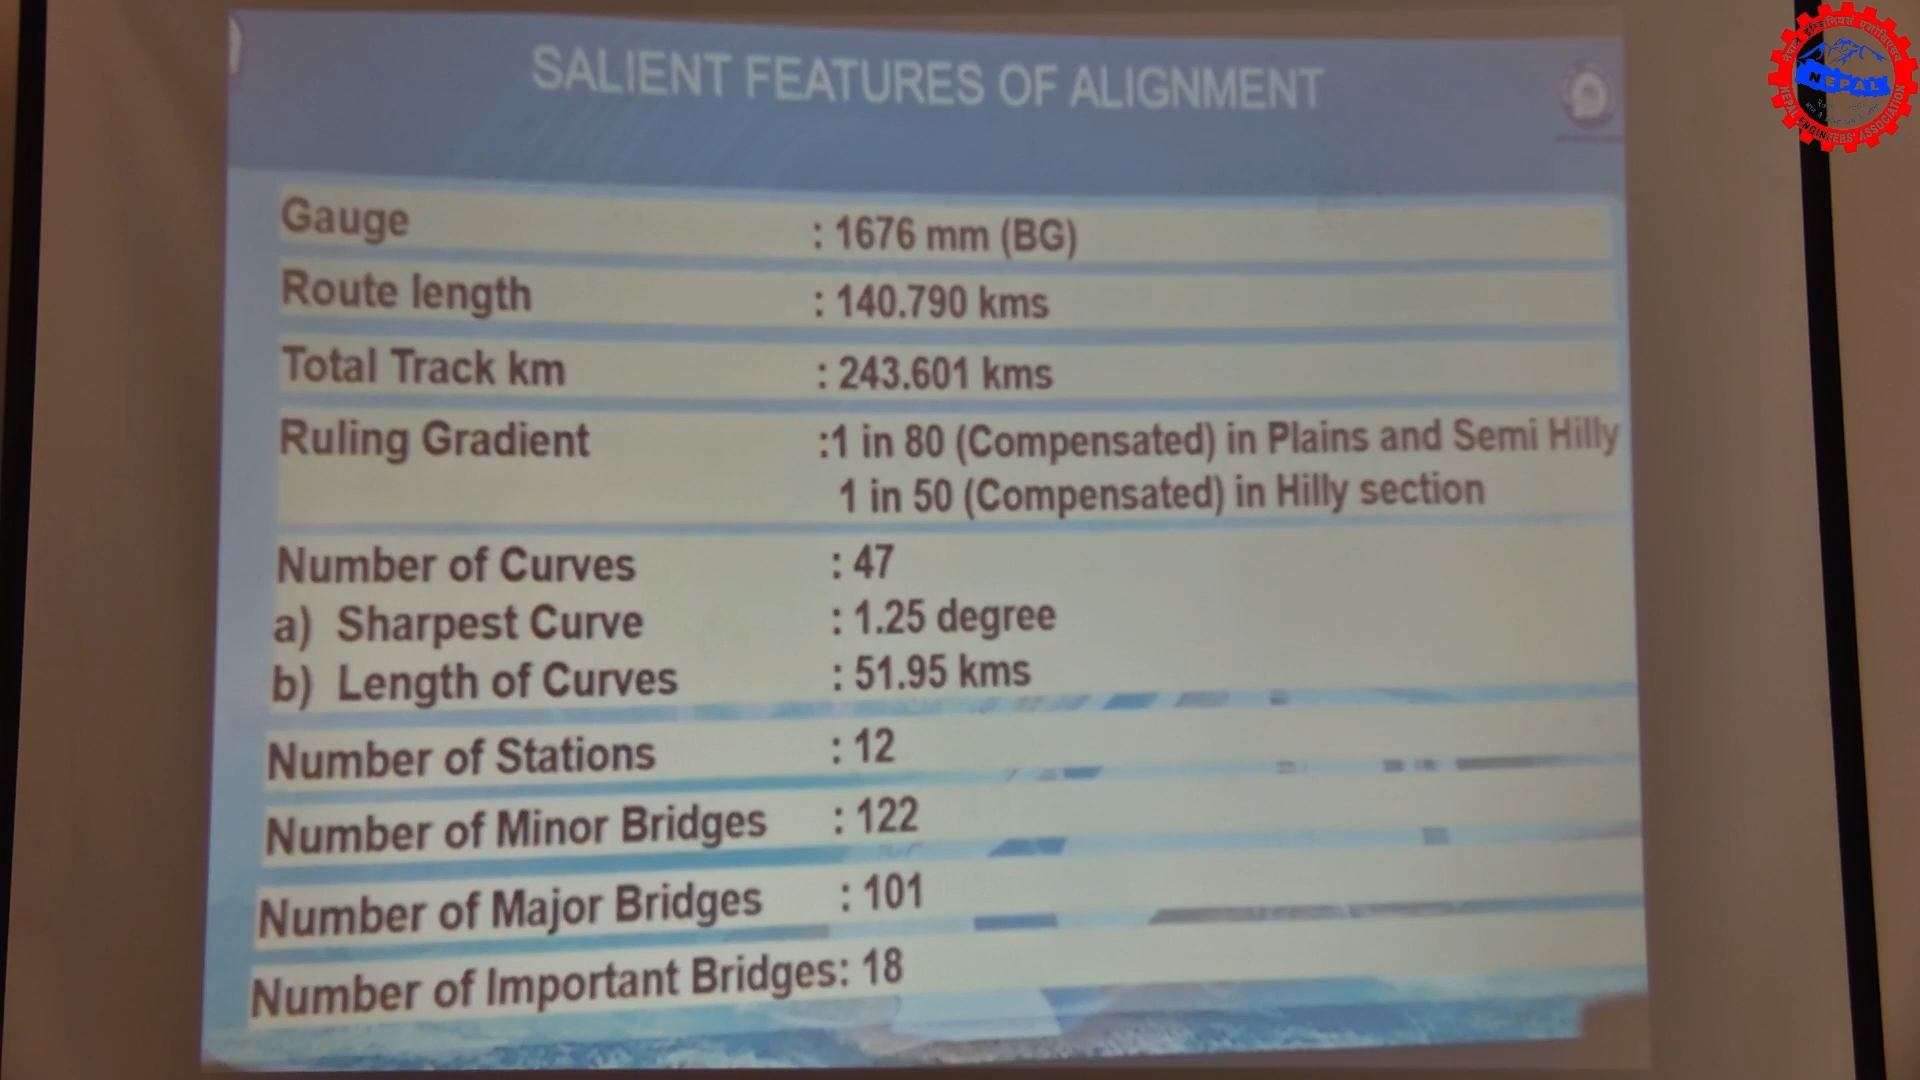 SALIENT FEATURES OF ALIGNMENT
NEPAL
NEPAL ENGINEERS' ASSOCIATION
Gauge : 1676 mm (BG)
Route length : 140.790 kms
Total Track km : 243.601 kms
Ruling Gradient :1 in 80 (Compensated) in Plains and Semi Hilly
1 in 50 (Compensated) in Hilly section
Number of Curves : 47
a) Sharpest Curve : 1.25 degree
b) Length of Curves : 51.95 kms
Number of Stations : 12
Number of Minor Bridges : 122
Number of Major Bridges : 101
Number of Important Bridges: 18